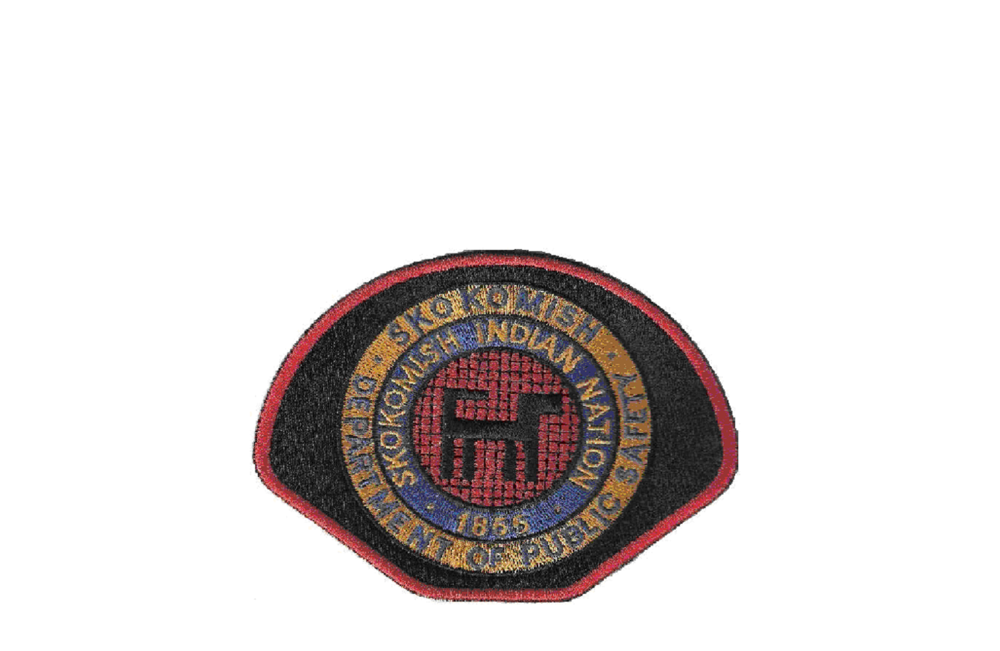 SKOKOMISH
DEPARTMENT OF PUBLIC SAFETY
SKOKOMISH INDIAN NATION
1855